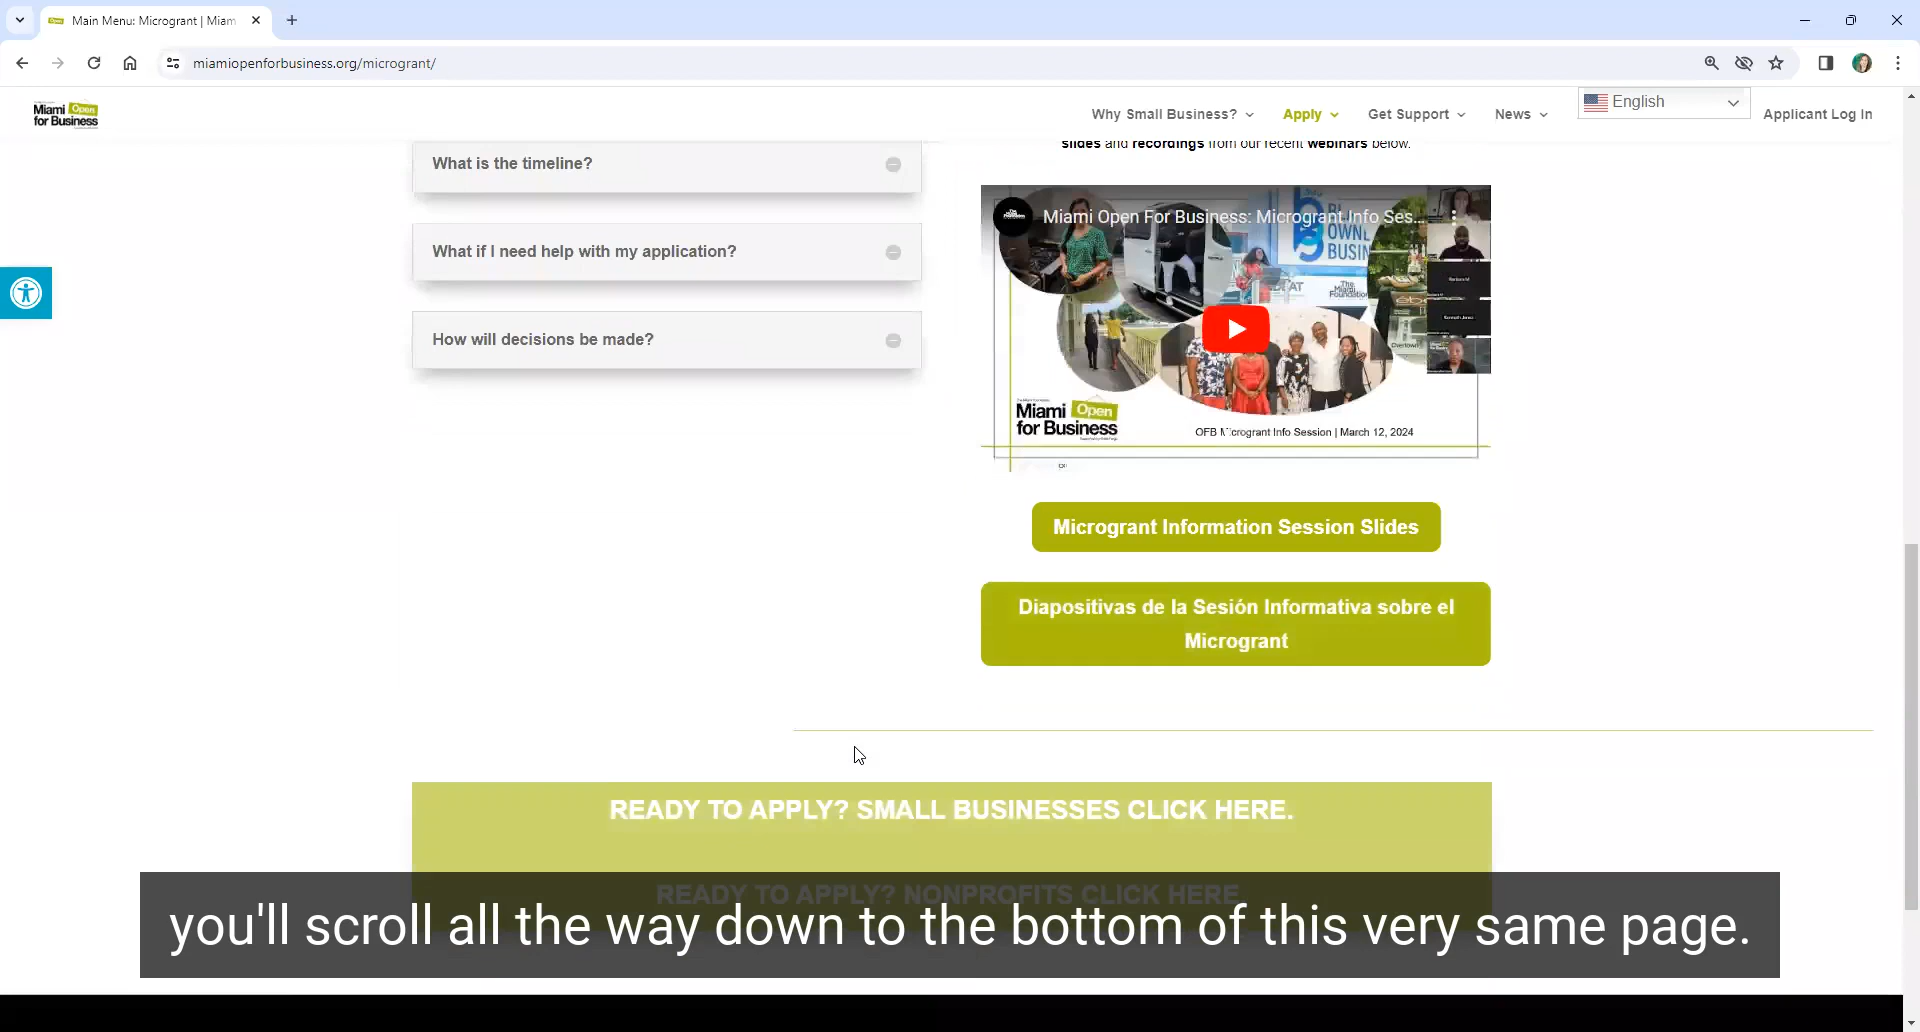 Main Menu: Microgrant | Miam
miamiopenforbusiness.org/microgrant/
Miami Open
for Business
Why Small Business?
Apply
Get Support
News
English
Applicant Log In
What is the timeline?
What if I need help with my application?
How will decisions be made?
slides and recordings from our recent webinars below.
Miami Open For Business: Microgrant Info Ses...
The Miami Foundation
Miami Open
for Business
OFB Microgrant Info Session | March 12, 2024
Microgrant Information Session Slides
Diapositivas de la Sesión Informativa sobre el
Microgrant
READY TO APPLY? SMALL BUSINESSES CLICK HERE.
READY TO APPLY? NONPROFITS CLICK HERE.
you'll scroll all the way down to the bottom of this very same page.